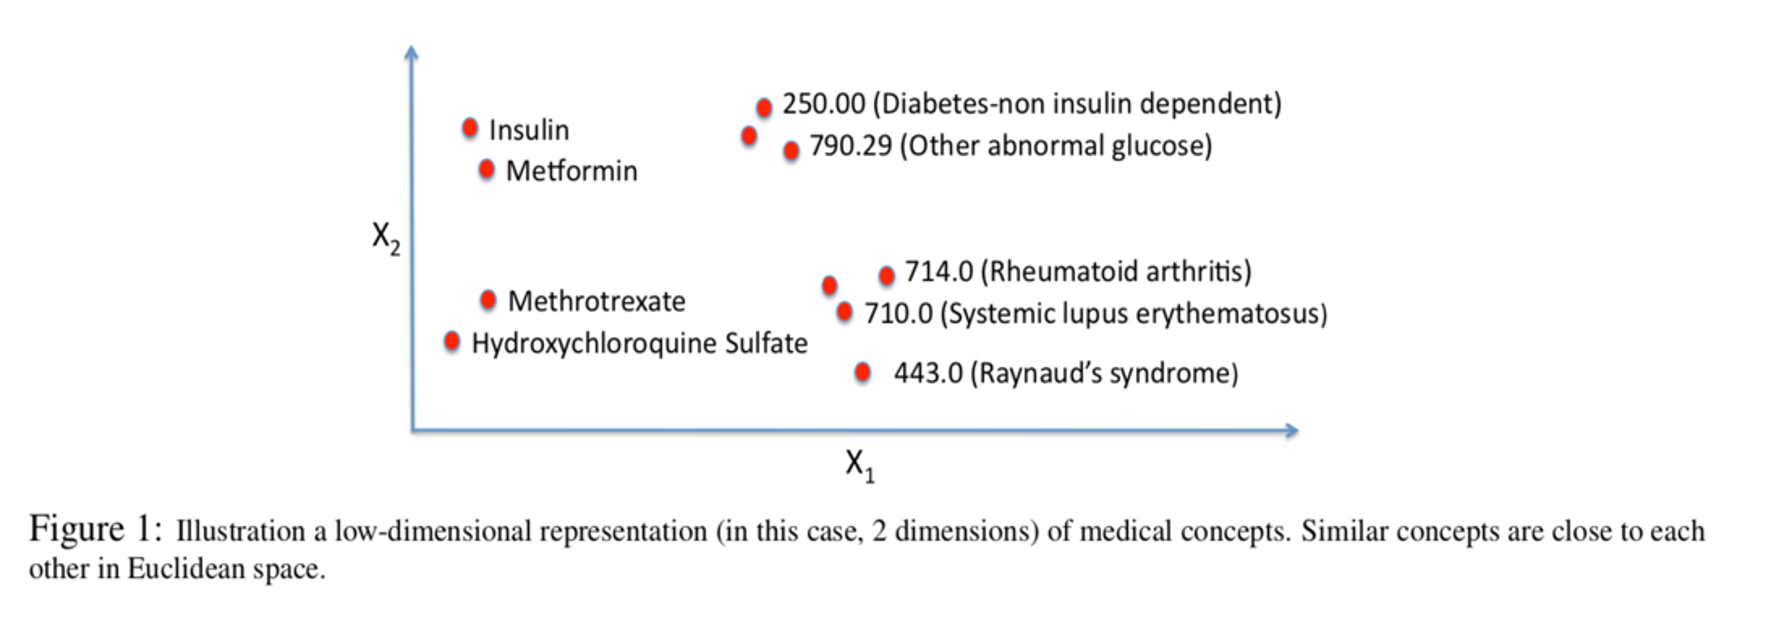 250.00 (Diabetes-non insulin dependent)
Insulin
790.29 (Other abnormal glucose)
Metformin
X2
714.0 (Rheumatoid arthritis)
Methrotrexate
710.0 (Systemic lupus erythematosus)
Hydroxychloroquine Sulfate
443.0 (Raynaud’s syndrome)
X1
Figure 1: Illustration a low-dimensional representation (in this case, 2 dimensions) of medical concepts. Similar concepts are close to each
other in Euclidean space.